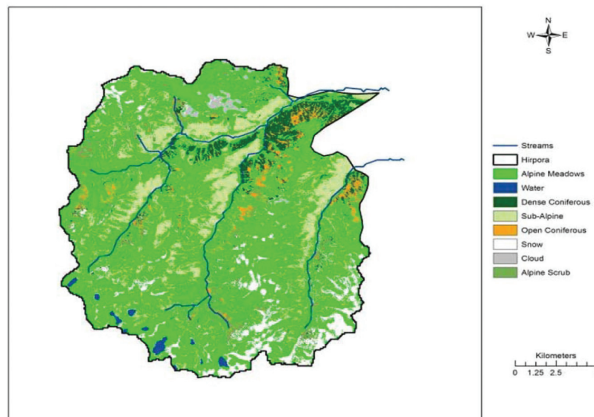 N
W E
S
Streams
Hirpora
Alpine Meadows
Water
Dense Coniferous
Sub-Alpine
Open Coniferous
Snow
Cloud
Alpine Scrub
Kilometers
0 1.25 2.5